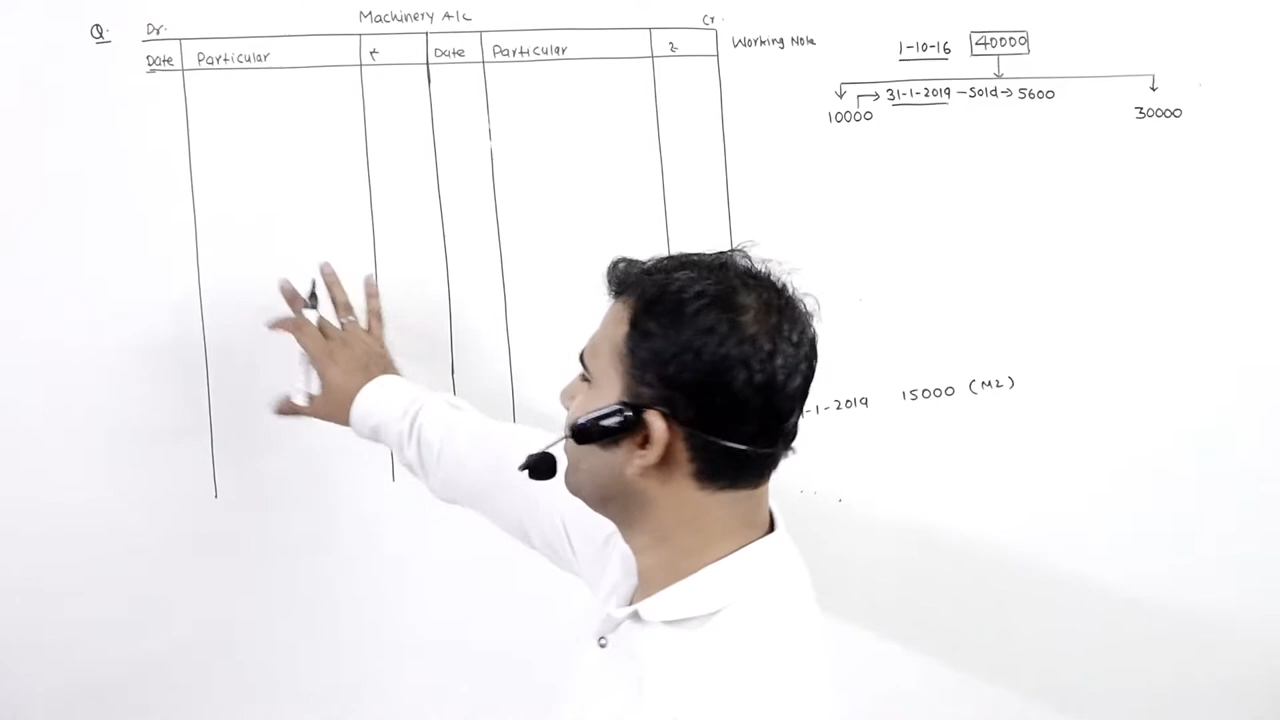 Q. Dr. Machinery A/c Cr.
Date Particular ₹ Date Particular ₹
Working Note
1-10-16 40000
31-1-2019 - Sold → 5600
10000 30000
-1-2019 15000 (M2)